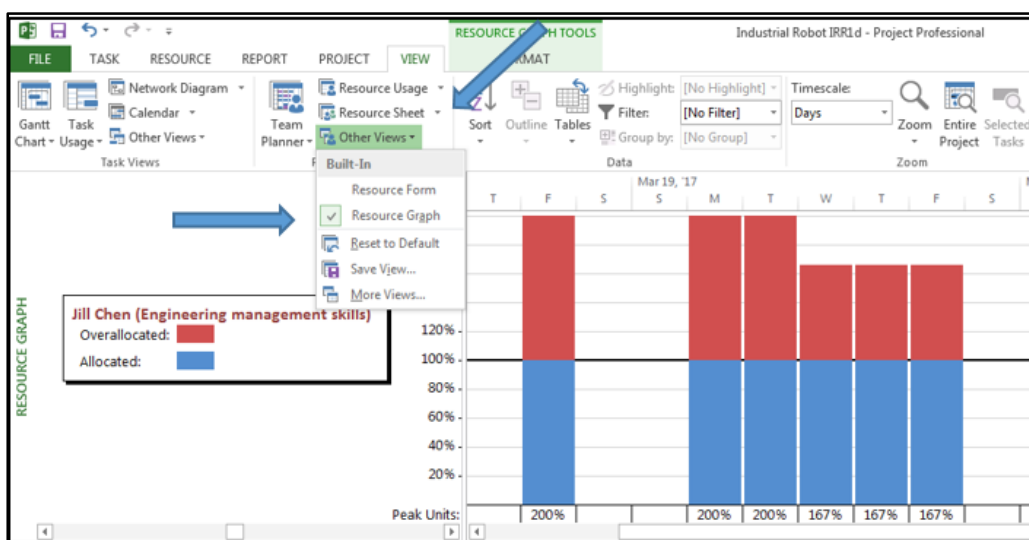 RESOURCE G PH TOOLS Industrial Robot IRR1d - Project Professional
FILE TASK RESOURCE REPORT PROJECT VIEW RMAT
Network Diagram Resource Usage Highlight: [No Highlight] Timescale:
Calendar Resource Sheet Filter: [No Filter] Days
Gantt Chart Task Usage Other Views Team Planner Other Views Sort Outline Tables Group by: [No Group] Zoom Entire Project Selected Tasks
Task Views Data Zoom
Built-In
Resource Form
Resource Graph
Reset to Default
Save View...
More Views...
Mar 19, '17
T F S S M T W T F S
RESOURCE GRAPH
Jill Chen (Engineering management skills)
Overallocated:
Allocated:
120%
100%
80%
60%
40%
20%
Peak Units: 200% 200% 200% 167% 167% 167%